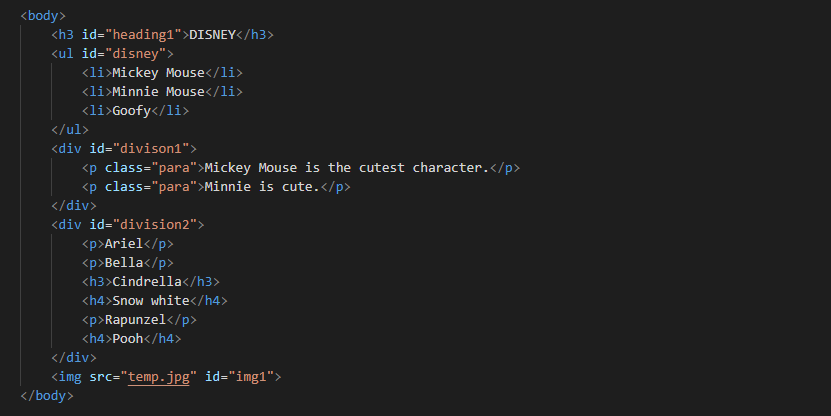 <body>
<h3 id="heading1">DISNEY</h3>
<ul id="disney">
<li>Mickey Mouse</li>
<li>Minnie Mouse</li>
<li>Goofy</li>
</ul>
<div id="divison1">
<p class="para">Mickey Mouse is the cutest character.</p>
<p class="para">Minnie is cute.</p>
</div>
<div id="division2">
<p>Ariel</p>
<p>Bella</p>
<h3>Cindrella</h3>
<h4>Snow white</h4>
<p>Rapunzel</p>
<h4>Pooh</h4>
</div>
<img src="temp.jpg" id="img1">
</body>